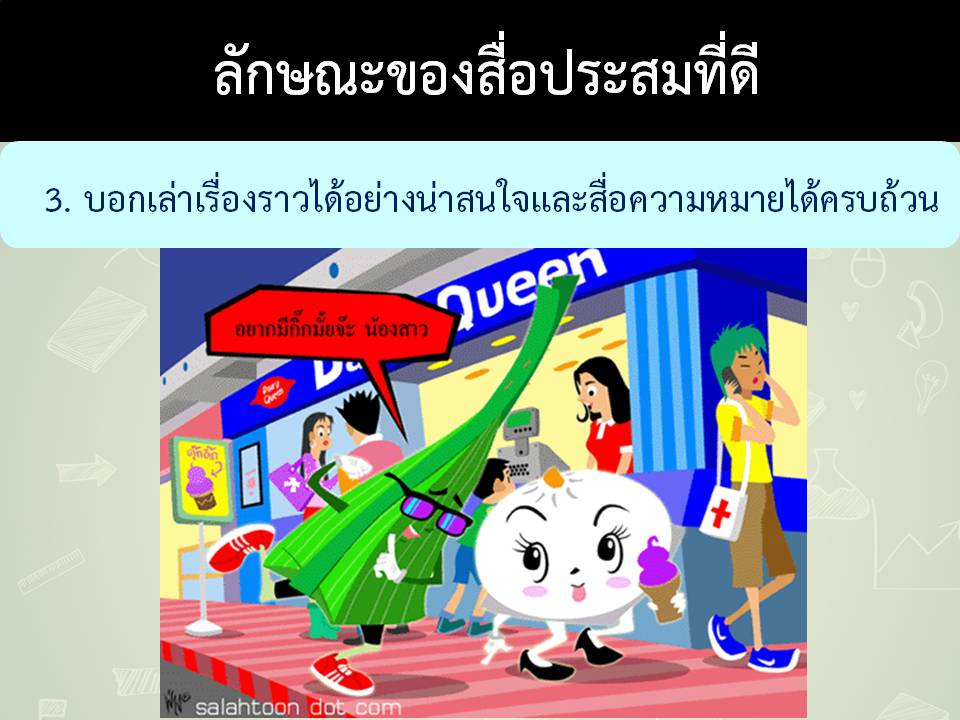 ลักษณะของสื่อประสมที่ดี
3. บอกเล่าเรื่องราวได้อย่างน่าสนใจและสื่อความหมายได้ครบถ้วน
Queen
อยากมีกิ๊กมั้ยจ๊ะ น้องสาว
Da
Queen
salahtoon dot com